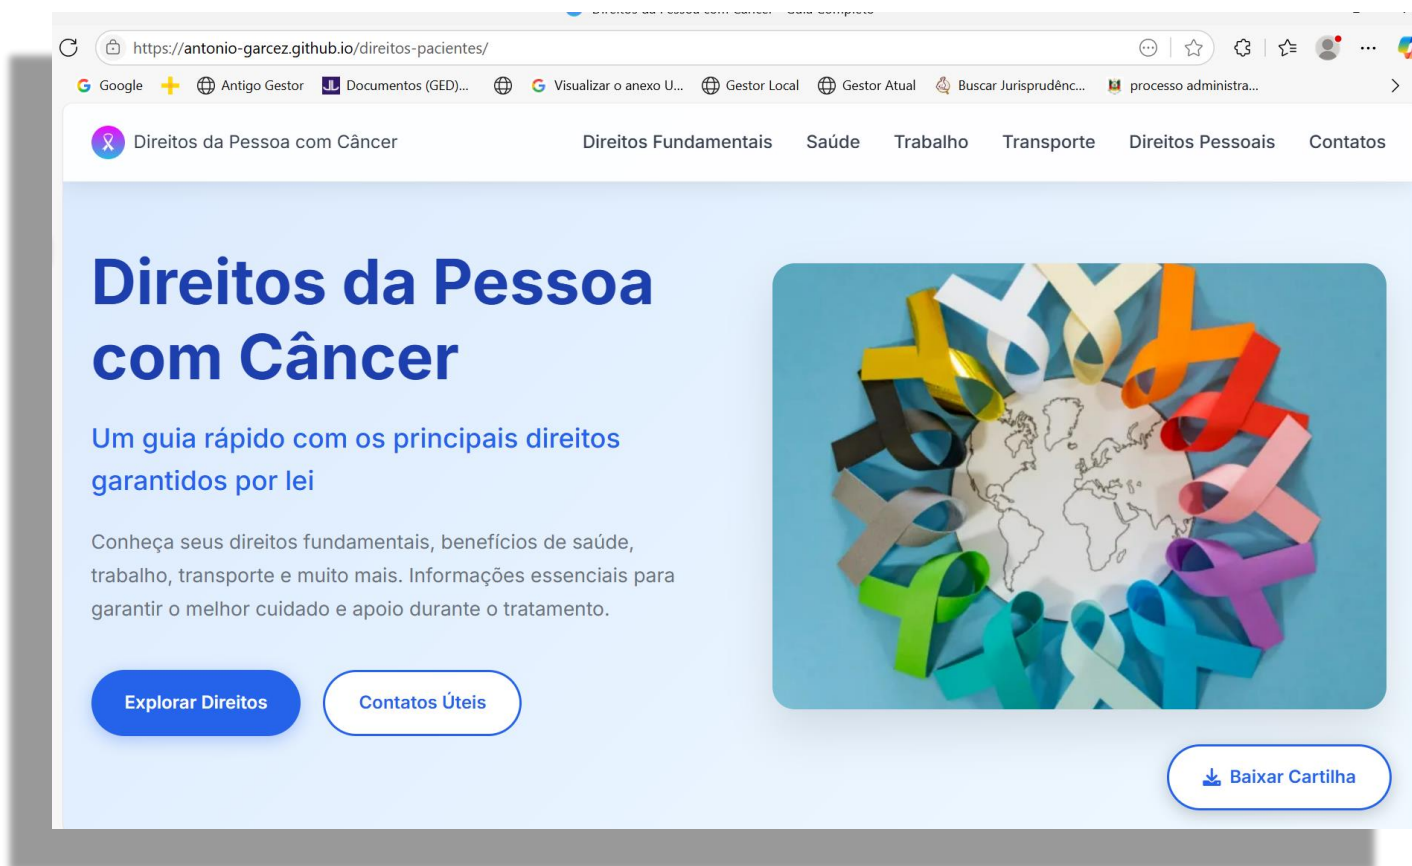 https://antonio-garcez.github.io/direitos-pacientes/
Google Antigo Gestor Documentos (GED)... Visualizar o anexo U... Gestor Local Gestor Atual Buscar Jurisprudênc... processo administra...
Direitos da Pessoa com Câncer Direitos Fundamentais Saúde Trabalho Transporte Direitos Pessoais Contatos
Direitos da Pessoa
com Câncer
Um guia rápido com os principais direitos
garantidos por lei
Conheça seus direitos fundamentais, benefícios de saúde,
trabalho, transporte e muito mais. Informações essenciais para
garantir o melhor cuidado e apoio durante o tratamento.
Explorar Direitos Contatos Úteis
Baixar Cartilha